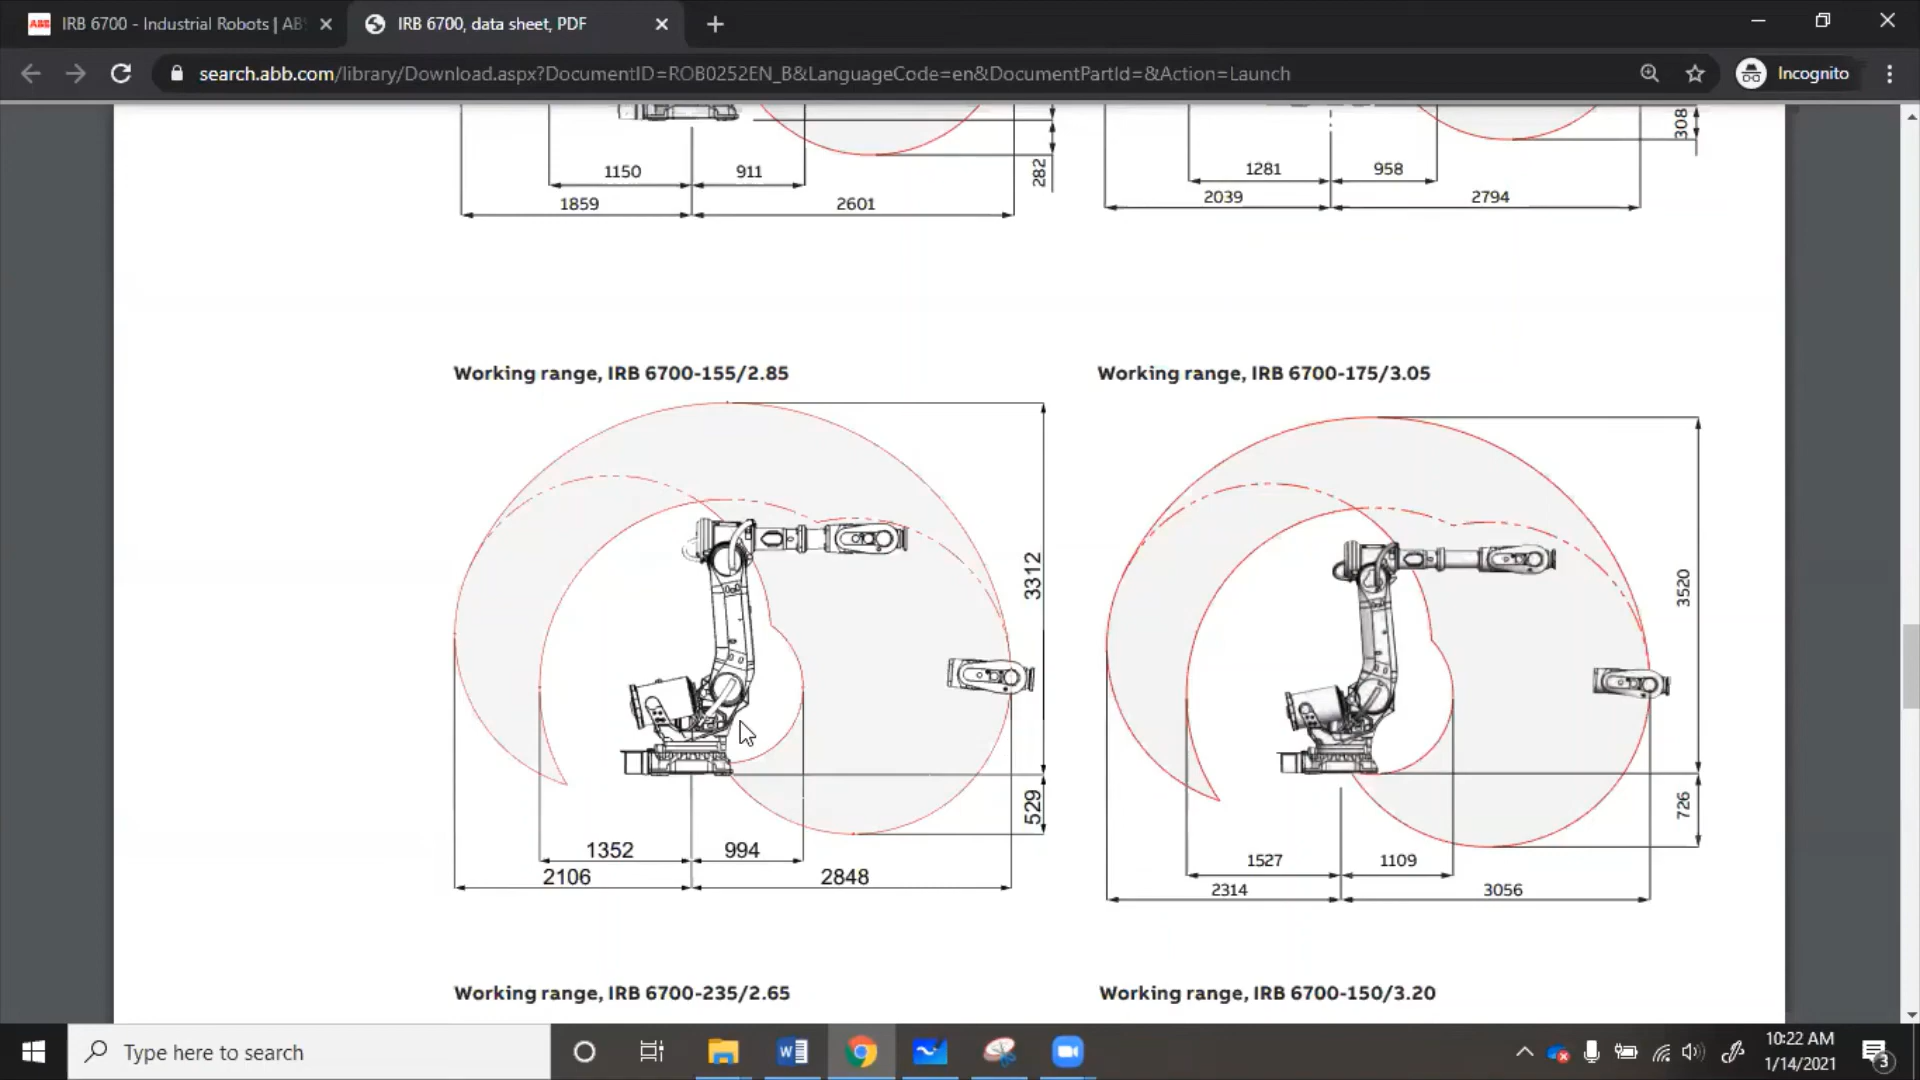 ABB IRB 6700 - Industrial Robots | AB
IRB 6700, data sheet, PDF
search.abb.com/library/Download.aspx?DocumentID=ROB0252EN_B&LanguageCode=en&DocumentPartId=&Action=Launch
Incognito
1150
911
282
1859
2601
1281
958
308
2039
2794
Working range, IRB 6700-155/2.85
Working range, IRB 6700-175/3.05
3312
529
1352
994
2106
2848
3520
726
1527
1109
2314
3056
Working range, IRB 6700-235/2.65
Working range, IRB 6700-150/3.20
Type here to search
10:22 AM
1/14/2021
3